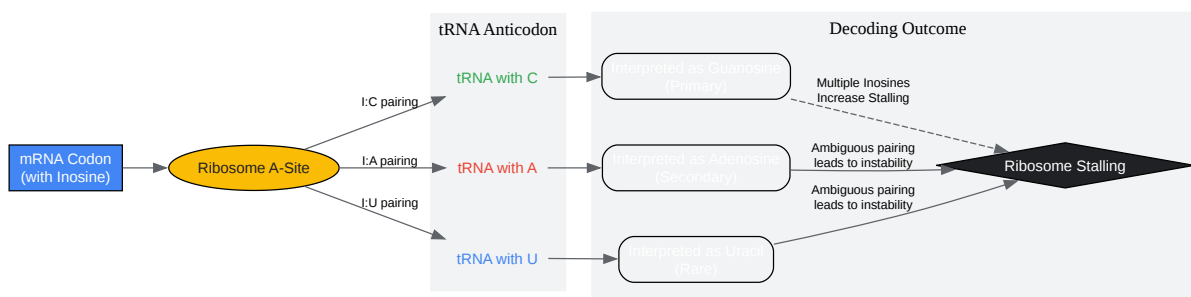 tRNA Anticodon
Decoding Outcome
mRNA Codon
(with Inosine)
Ribosome A-Site
I:C pairing
I:A pairing
I:U pairing
tRNA with C
tRNA with A
tRNA with U
Interpreted as Guanosine
(Primary)
Interpreted as Adenosine
(Secondary)
Interpreted as Uracil
(Rare)
Multiple Inosines
Increase Stalling
Ambiguous pairing
leads to instability
Ambiguous pairing
leads to instability
Ribosome Stalling